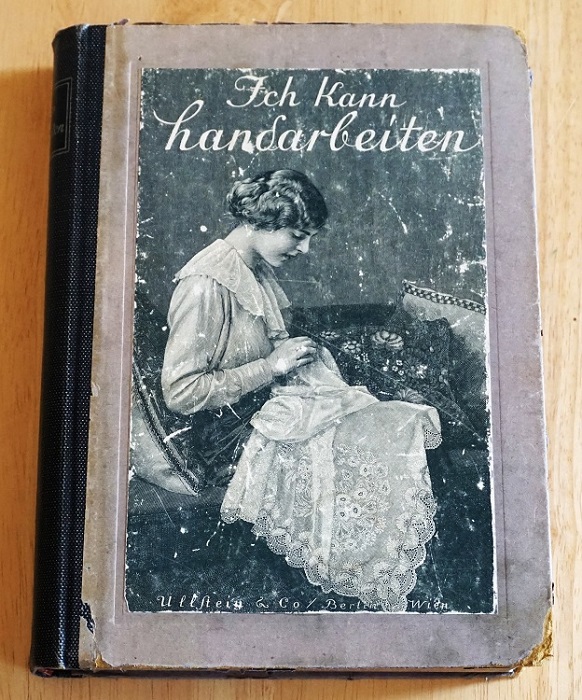 Ich Kann
handarbeiten
Ullstein & Co / Berlin Wien